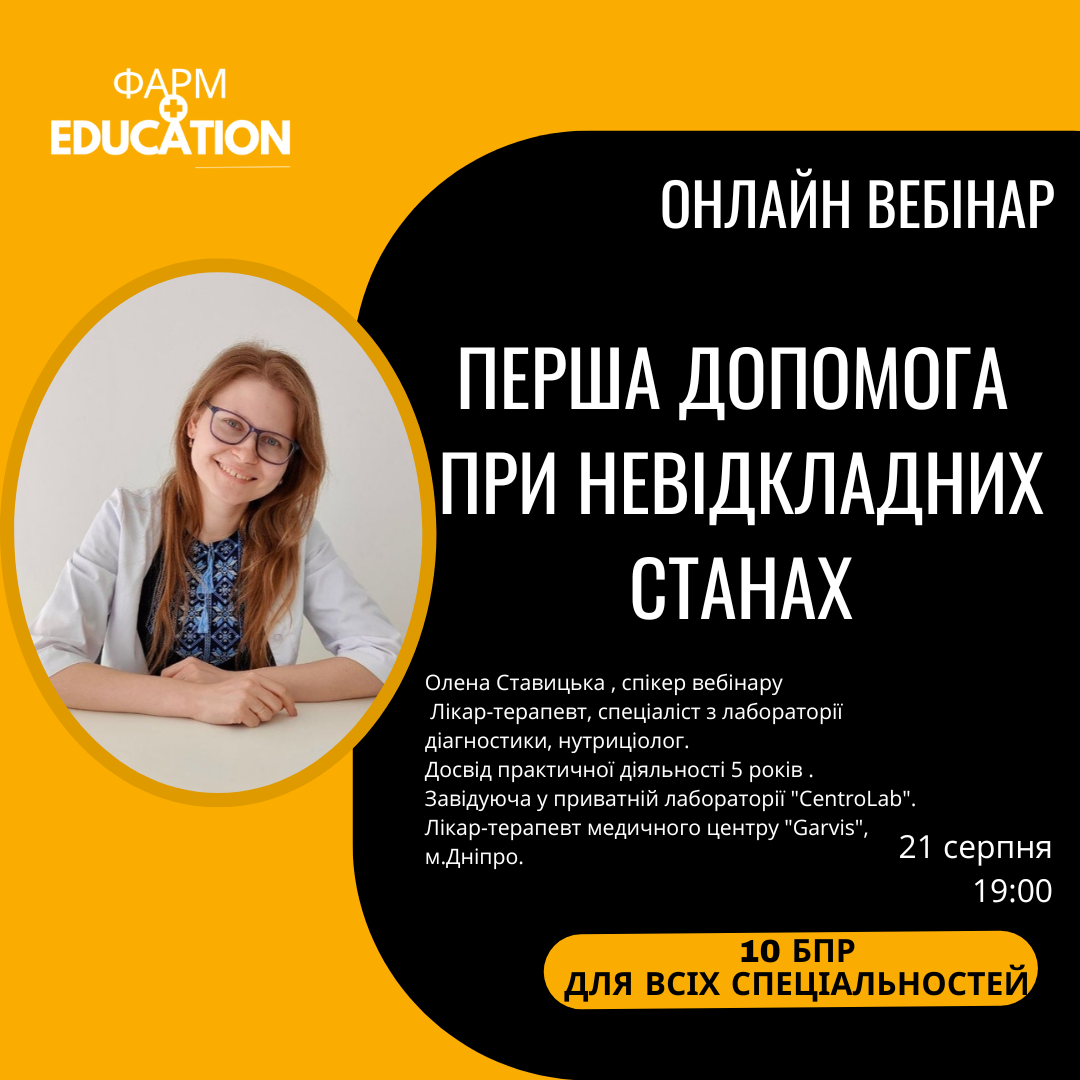 ФАРМ
EDUCATION
ОНЛАЙН ВЕБІНАР
ПЕРША ДОПОМОГА
ПРИ НЕВІДКЛАДНИХ
СТАНАХ
Олена Ставицька , спікер вебінару
Лікар-терапевт, спеціаліст з лабораторії
діагностики, нутриціолог.
Досвід практичної діяльності 5 років .
Завідуюча у приватній лабораторії "CentroLab".
Лікар-терапевт медичного центру "Garvis",
м.Дніпро.
21 серпня
19:00
10 БПР
ДЛЯ ВСІХ СПЕЦІАЛЬНОСТЕЙ